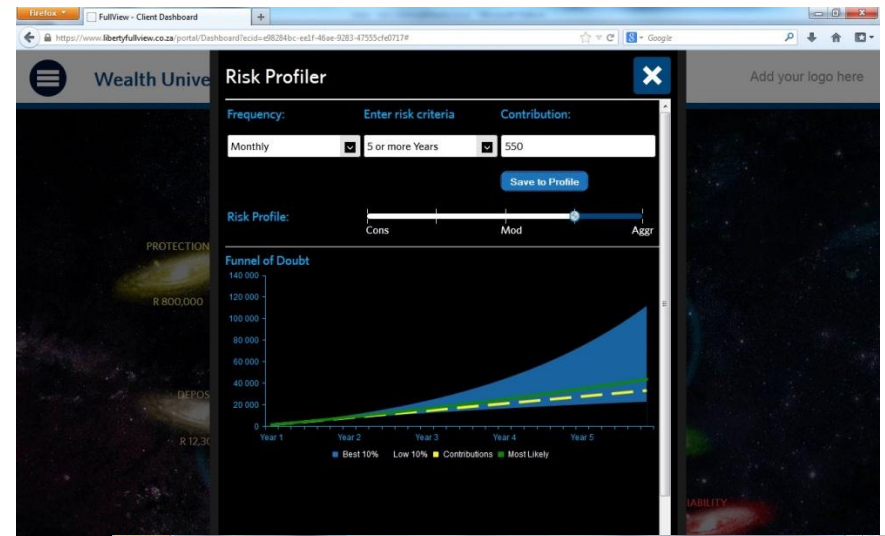 Firefox
FullView - Client Dashboard
https://www.libertyfullview.co.za/portal/Dashboard?ecid=e98284bc-ee1f-46ae-9283-47555cfe0717#
Google
Wealth Unive
Risk Profiler
Add your logo here
Frequency: Enter risk criteria Contribution:
Monthly 5 or more Years 550
Save to Profile
Risk Profile:
Cons Mod Aggr
PROTECTION
R 800,000
DEPOS
R 12,30
Funnel of Doubt
140 000
120 000
100 000
80 000
60 000
40 000
20 000
0
Year 1 Year 2 Year 3 Year 4 Year 5
Best 10% Low 10% Contributions Most Likely
IABILITY